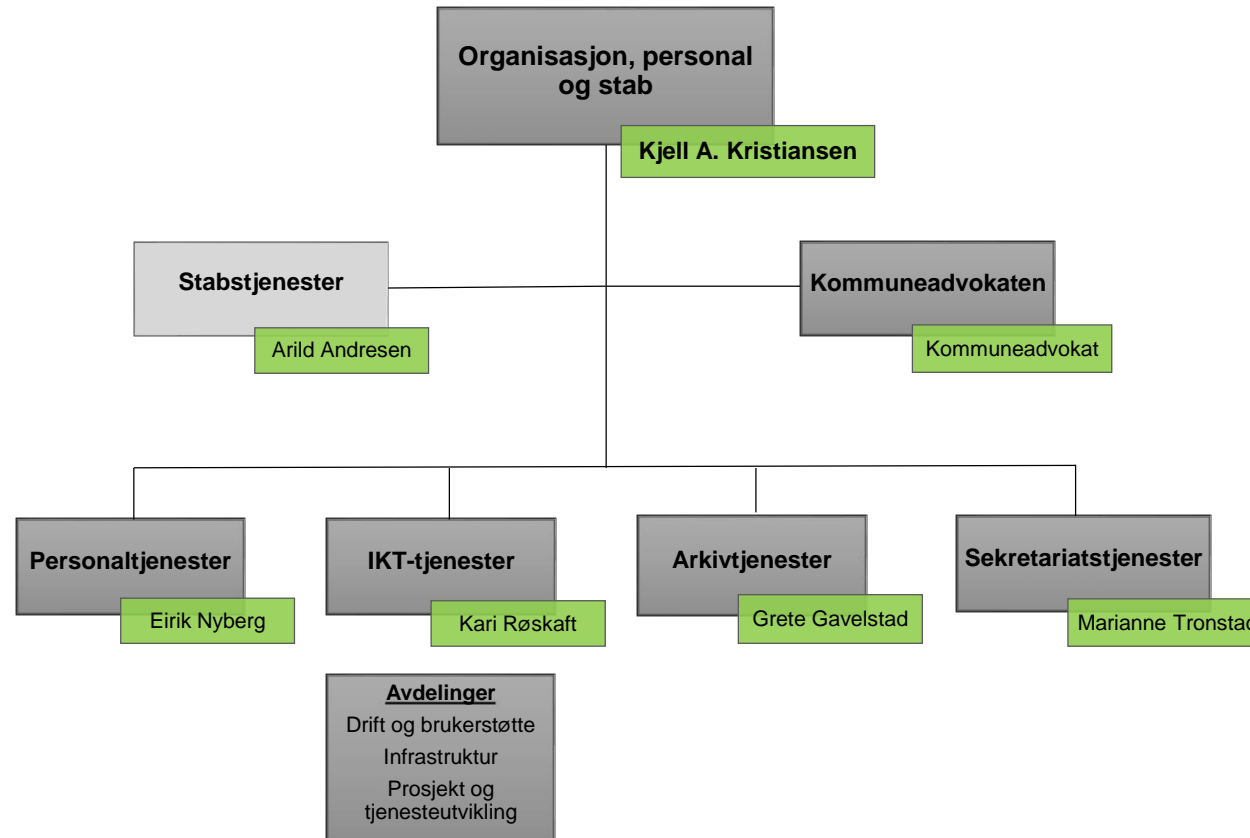 Organisasjon, personal
og stab
Kjell A. Kristiansen
Stabstjenester
Arild Andresen
Kommuneadvokaten
Kommuneadvokat
Personaltjenester
Eirik Nyberg
IKT-tjenester
Kari Røskaft
Arkivtjenester
Grete Gavelstad
Sekretariatstjenester
Marianne Tronstad
Avdelinger
Drift og brukerstøtte
Infrastruktur
Prosjekt og
tjenesteutvikling